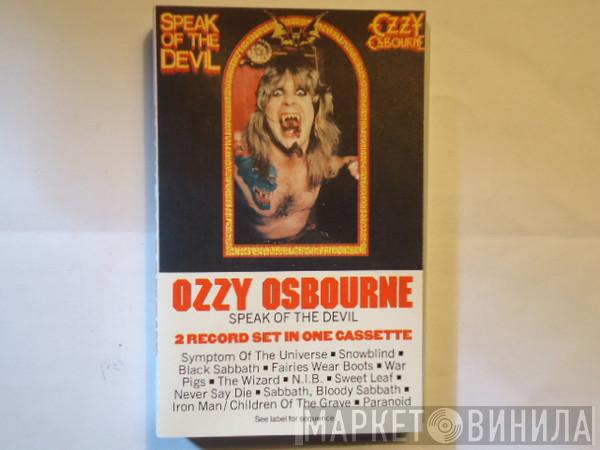 SPEAK
OF THE
DEVIL
OZZY
OSBOURNE
OZZY OSBOURNE
SPEAK OF THE DEVIL
2 RECORD SET IN ONE CASSETTE
Symptom Of The Universe ▪ Snowblind ▪
Black Sabbath ▪ Fairies Wear Boots ▪ War
Pigs ▪ The Wizard ▪ N.I.B. ▪ Sweet Leaf ▪
Never Say Die ▪ Sabbath, Bloody Sabbath ▪
Iron Man/Children Of The Grave ▪ Paranoid
See label for sequence
МАРКЕТОВИНИЛА